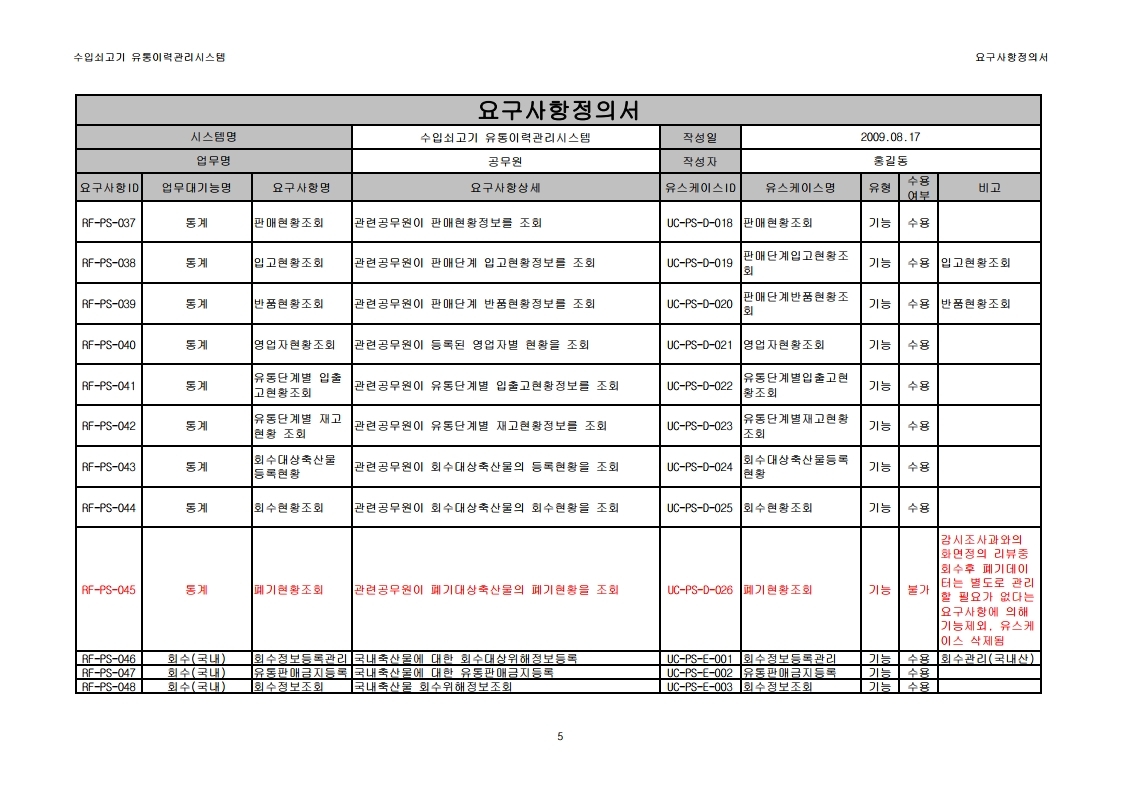 수입쇠고기 유통이력관리시스템 요구사항정의서
요구사항정의서
시스템명 수입쇠고기 유통이력관리시스템 작성일 2009.08.17
업무명 공무원 작성자 홍길동
요구사항ID 업무대기능명 요구사항명 요구사항상세 유스케이스ID 유스케이스명 유형 수용 여부 비고
RF-PS-037 통계 판매현황조회 관련공무원이 판매현황정보를 조회 UC-PS-D-018 판매현황조회 기능 수용
RF-PS-038 통계 입고현황조회 관련공무원이 판매단계 입고현황정보를 조회 UC-PS-D-019 판매단계입고현황조회 기능 수용 입고현황조회
RF-PS-039 통계 반품현황조회 관련공무원이 판매단계 반품현황정보를 조회 UC-PS-D-020 판매단계반품현황조회 기능 수용 반품현황조회
RF-PS-040 통계 영업자현황조회 관련공무원이 등록된 영업자별 현황을 조회 UC-PS-D-021 영업자현황조회 기능 수용
RF-PS-041 통계 유통단계별 입출고현황조회 관련공무원이 유통단계별 입출고현황정보를 조회 UC-PS-D-022 유통단계별입출고현황조회 기능 수용
RF-PS-042 통계 유통단계별 재고현황 조회 관련공무원이 유통단계별 재고현황정보를 조회 UC-PS-D-023 유통단계별재고현황조회 기능 수용
RF-PS-043 통계 회수대상축산물 등록현황 관련공무원이 회수대상축산물의 등록현황을 조회 UC-PS-D-024 회수대상축산물등록현황 기능 수용
RF-PS-044 통계 회수현황조회 관련공무원이 회수대상축산물의 회수현황을 조회 UC-PS-D-025 회수현황조회 기능 수용
RF-PS-045 통계 폐기현황조회 관련공무원이 폐기대상축산물의 폐기현황을 조회 UC-PS-D-026 폐기현황조회 기능 불가 감시조사과와의
화면정의 리뷰중
회수후 폐기데이
터는 별도로 관리
할 필요가 없다는
요구사항에 의해
기능제외, 유스케
이스 삭제됨
RF-PS-046 회수(국내) 회수정보등록관리 국내축산물에 대한 회수대상위해정보등록 UC-PS-E-001 회수정보등록관리 기능 수용 회수관리(국내산)
RF-PS-047 회수(국내) 유통판매금지등록 국내축산물에 대한 유통판매금지등록 UC-PS-E-002 유통판매금지등록 기능 수용
RF-PS-048 회수(국내) 회수정보조회 국내축산물 회수위해정보조회 UC-PS-E-003 회수정보조회 기능 수용
5